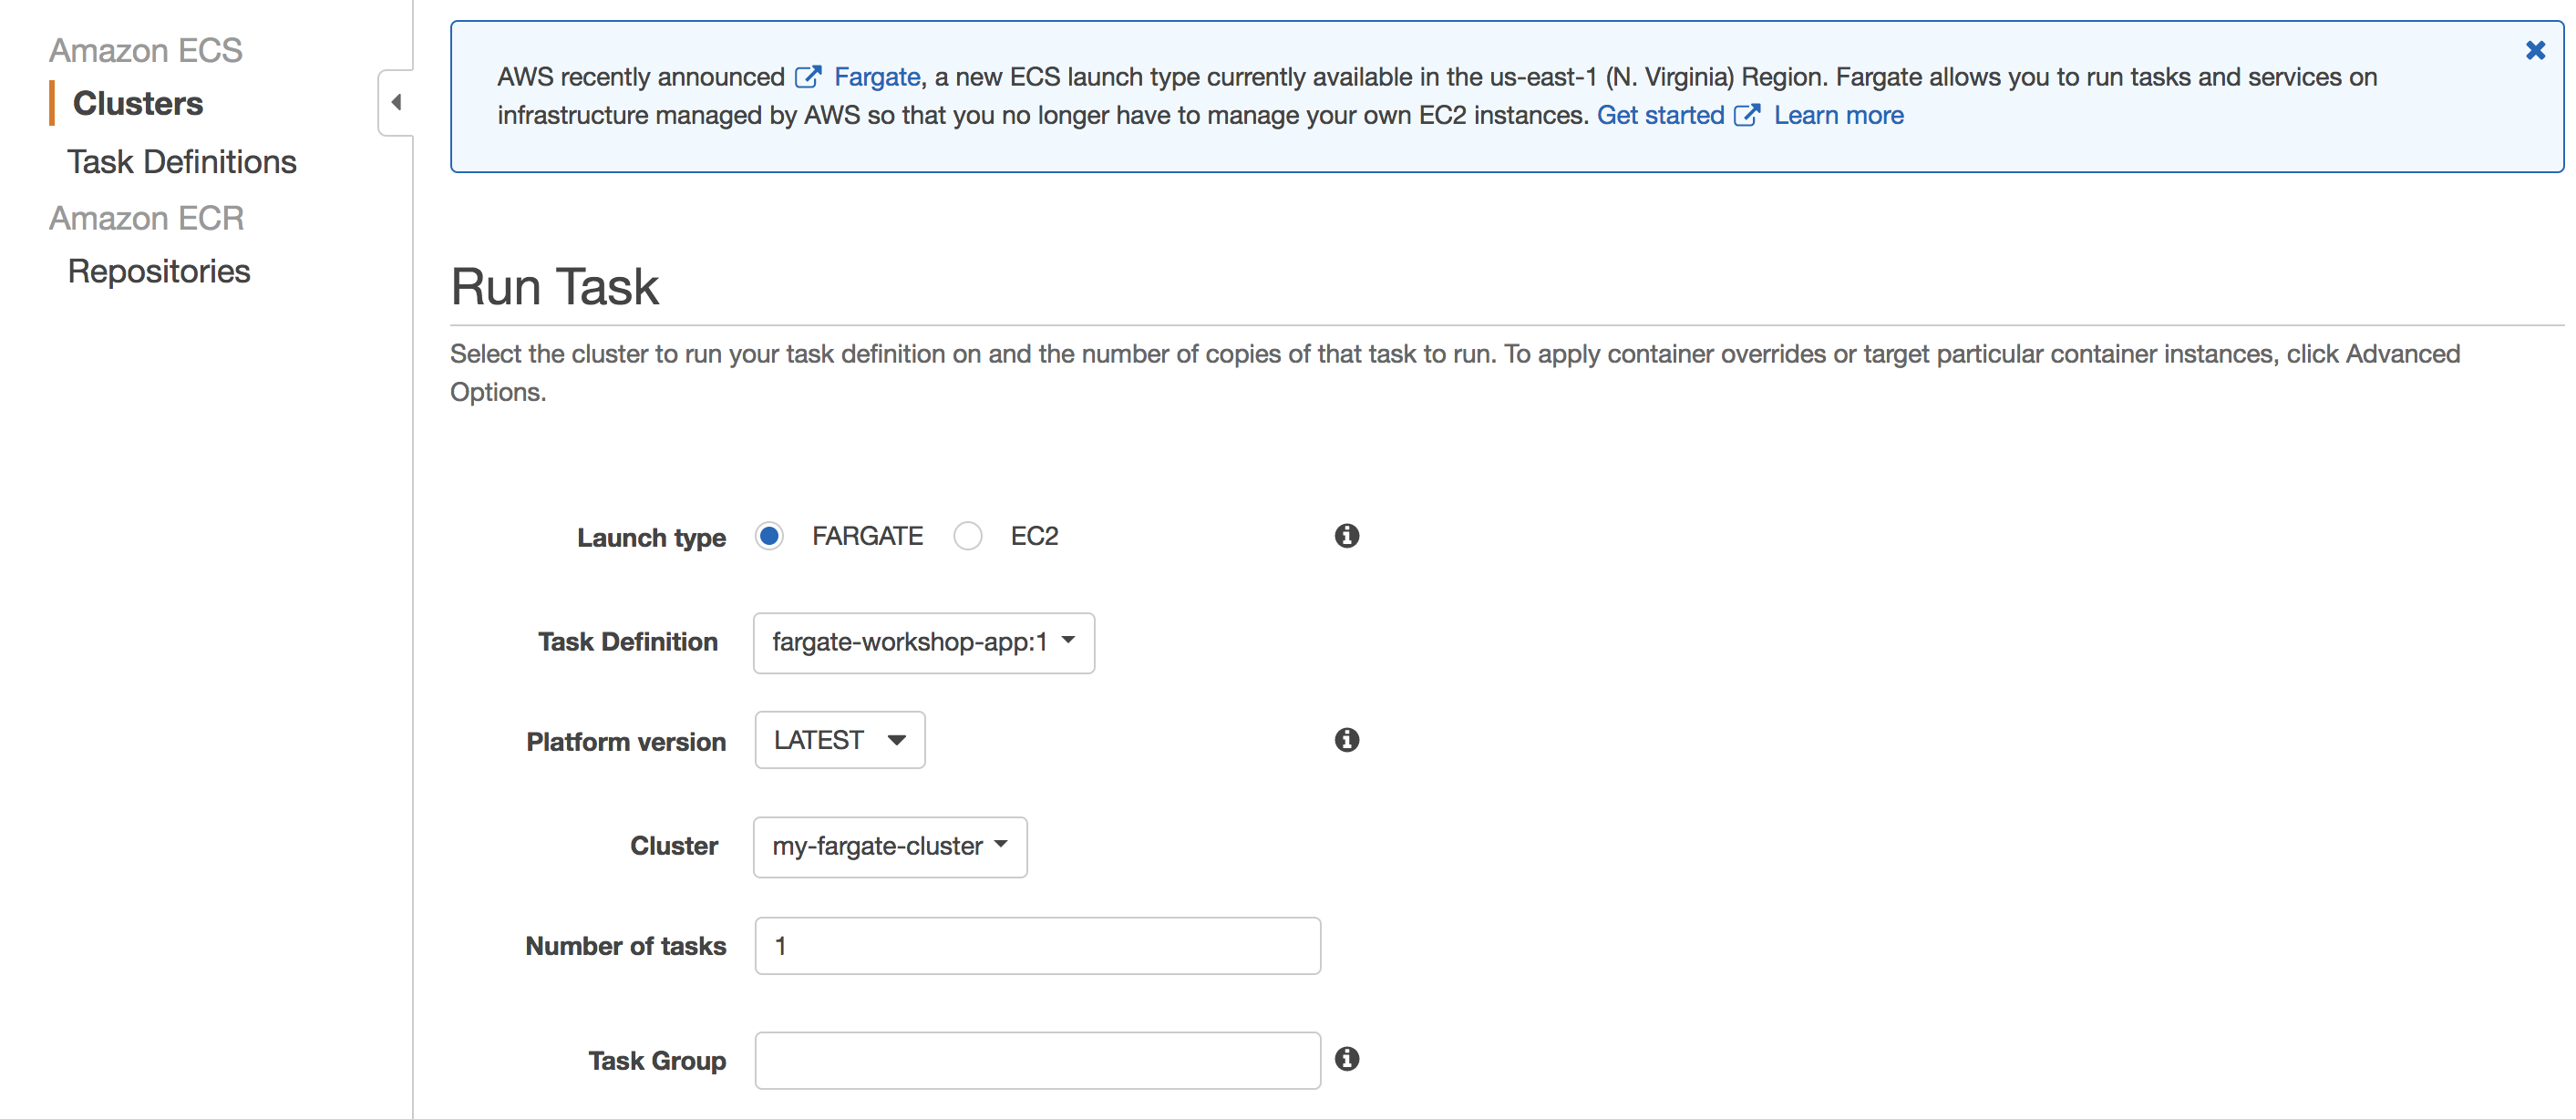 Amazon ECS
Clusters
Task Definitions
Amazon ECR
Repositories
AWS recently announced Fargate, a new ECS launch type currently available in the us-east-1 (N. Virginia) Region. Fargate allows you to run tasks and services on
infrastructure managed by AWS so that you no longer have to manage your own EC2 instances. Get started Learn more
Run Task
Select the cluster to run your task definition on and the number of copies of that task to run. To apply container overrides or target particular container instances, click Advanced
Options.
Launch type FARGATE EC2
Task Definition fargate-workshop-app:1
Platform version LATEST
Cluster my-fargate-cluster
Number of tasks 1
Task Group